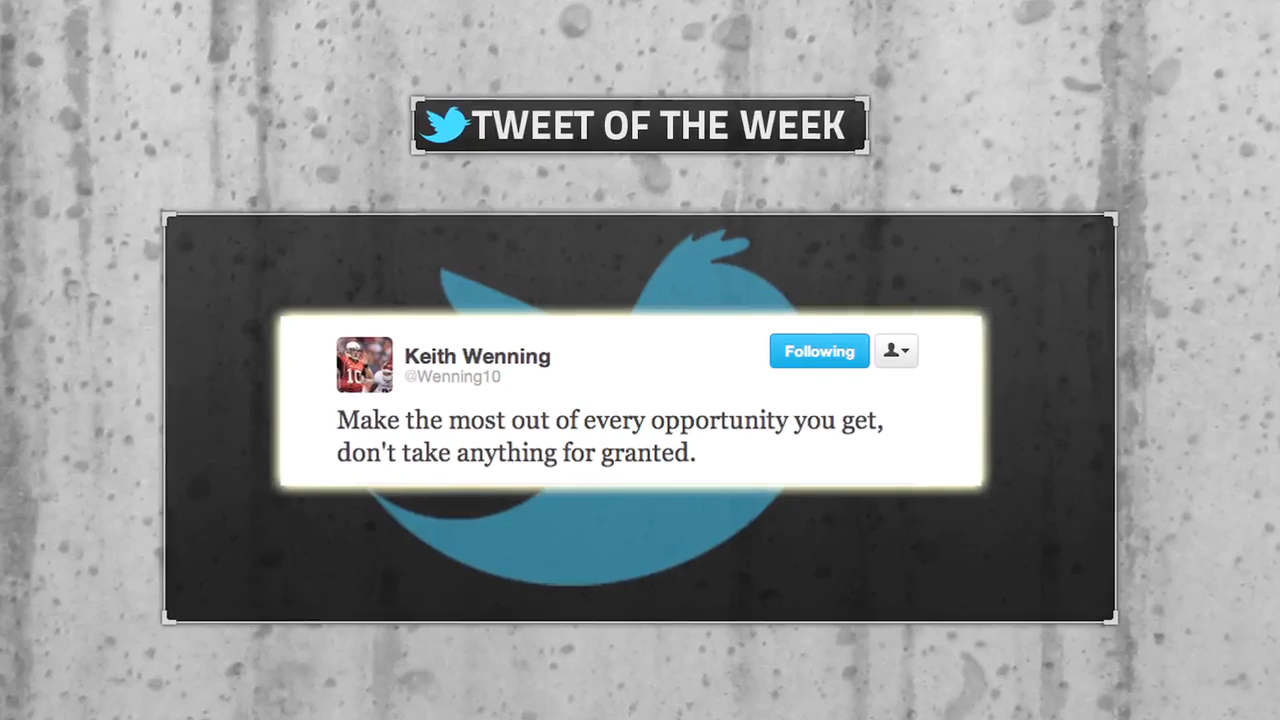 TWEET OF THE WEEK
Keith Wenning
@Wenning10
Following
Make the most out of every opportunity you get,
don't take anything for granted.
10